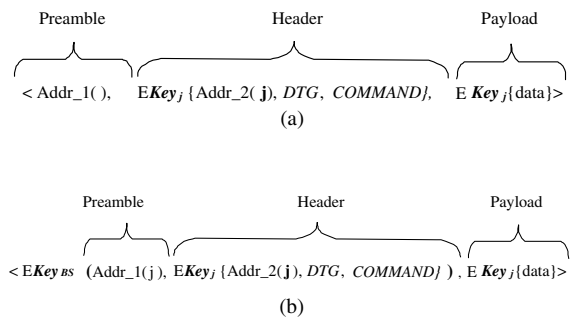 Preamble Header Payload
< Addr_1( ), EKey j {Addr_2( j), DTG, COMMAND}, E Key j{data}>
(a)
Preamble Header Payload
< EKey BS (Addr_1(j), EKey j {Addr_2(j), DTG, COMMAND} ) , E Key j{data}>
(b)